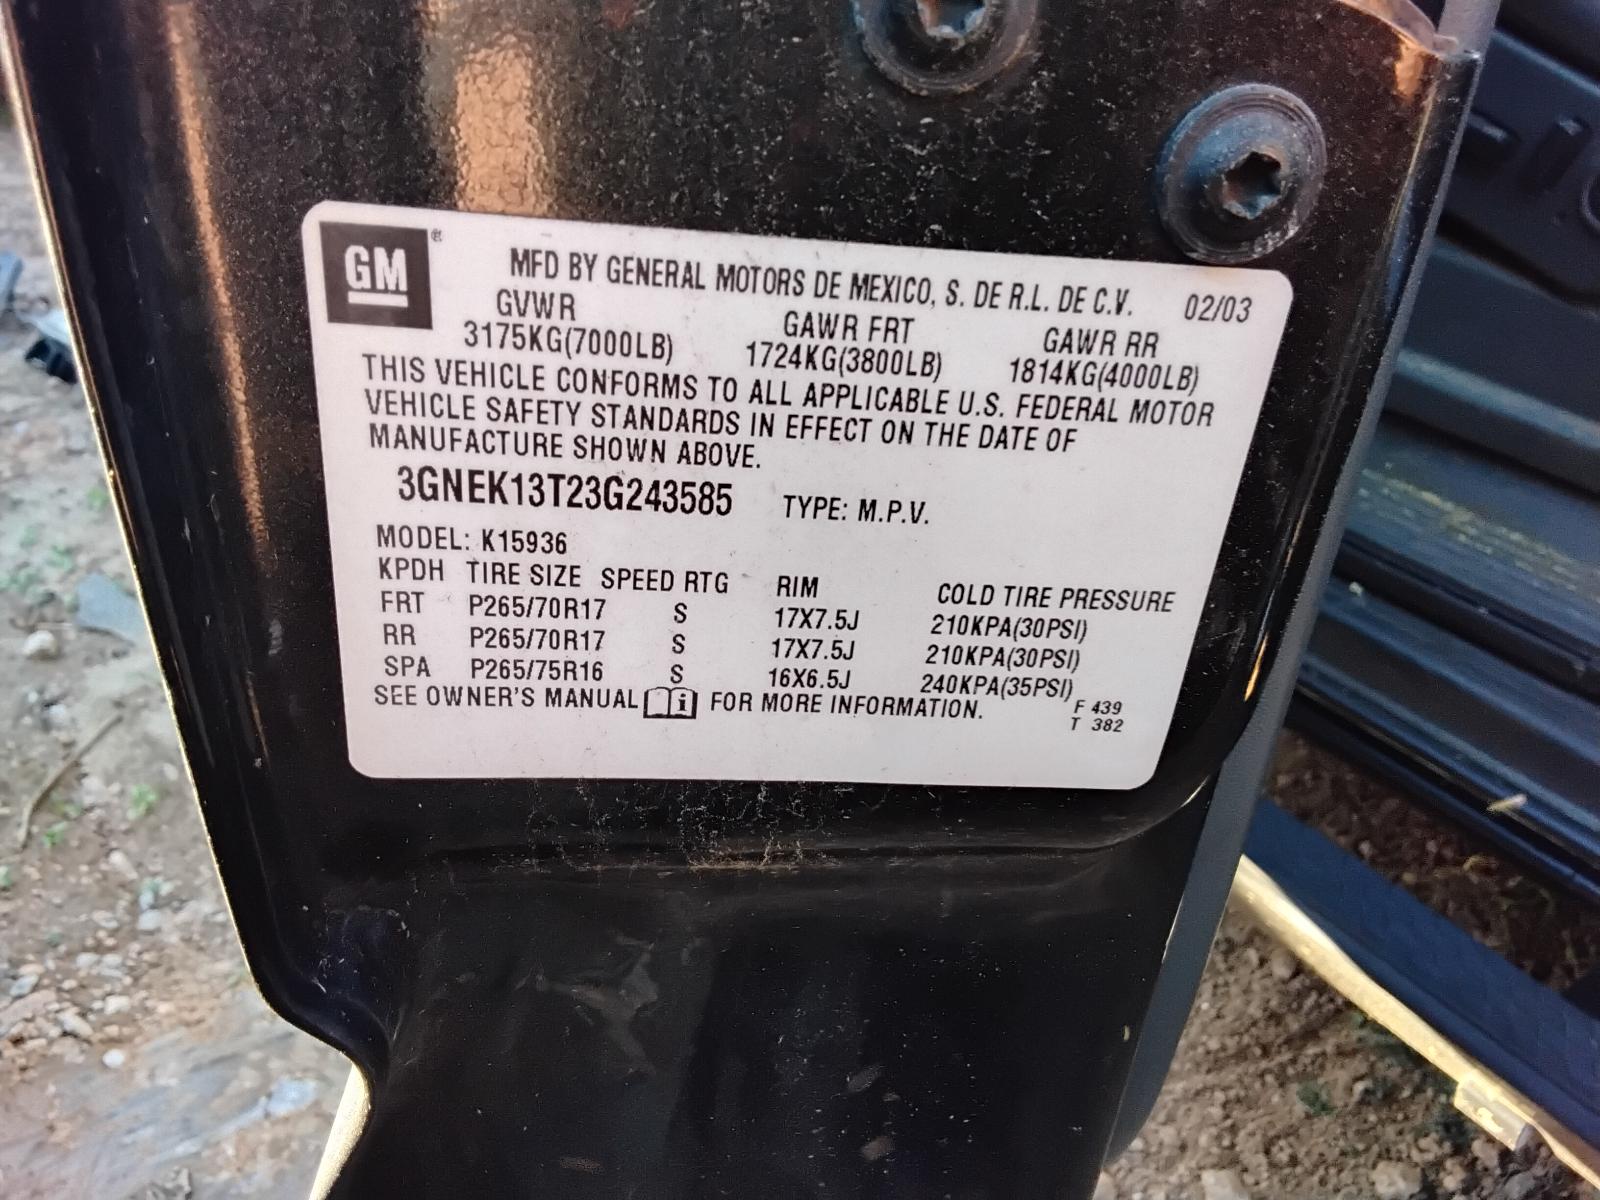 GM ®
MFD BY GENERAL MOTORS DE MEXICO, S. DE R.L. DE C.V. 02/03
GVWR GAWR FRT GAWR RR
3175KG(7000LB) 1724KG(3800LB) 1814KG(4000LB)
THIS VEHICLE CONFORMS TO ALL APPLICABLE U.S. FEDERAL MOTOR
VEHICLE SAFETY STANDARDS IN EFFECT ON THE DATE OF
MANUFACTURE SHOWN ABOVE.
3GNEK13T23G243585 TYPE: M.P.V.
MODEL: K15936
KPDH TIRE SIZE SPEED RTG RIM COLD TIRE PRESSURE
FRT P265/70R17 S 17X7.5J 210KPA(30PSI)
RR P265/70R17 S 17X7.5J 210KPA(30PSI)
SPA P265/75R16 S 16X6.5J 240KPA(35PSI)
SEE OWNER'S MANUAL i FOR MORE INFORMATION. F 439
T 382